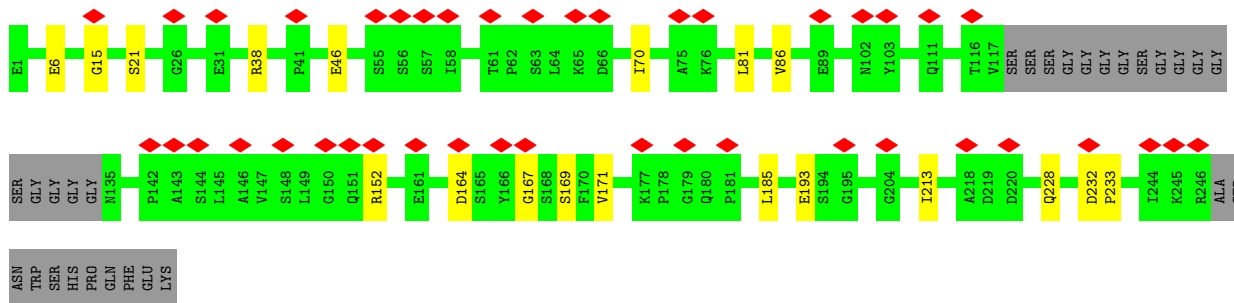 E1 E6 G15 S21 G26 E31 R38 P41 E46 S55 S56 S57 I58 T61 P62 S63 L64 K65 D66 I70 A75 K76 L81 V86 E89 N102 Y103 Q111 T116 V117 SER SER SER GLY GLY GLY GLY SER GLY GLY GLY GLY
SER GLY GLY GLY GLY N135 P142 A143 S144 L145 A146 V147 S148 L149 G150 Q151 R152 E161 D164 S165 Y166 G167 S168 S169 F170 V171 K177 P178 G179 Q180 P181 L185 E193 S194 G195 G204 I213 A218 D219 D220 Q228 D232 P233 I244 K245 R246 ALA
ASN TRP SER HIS PRO GLN PHE GLU LYS